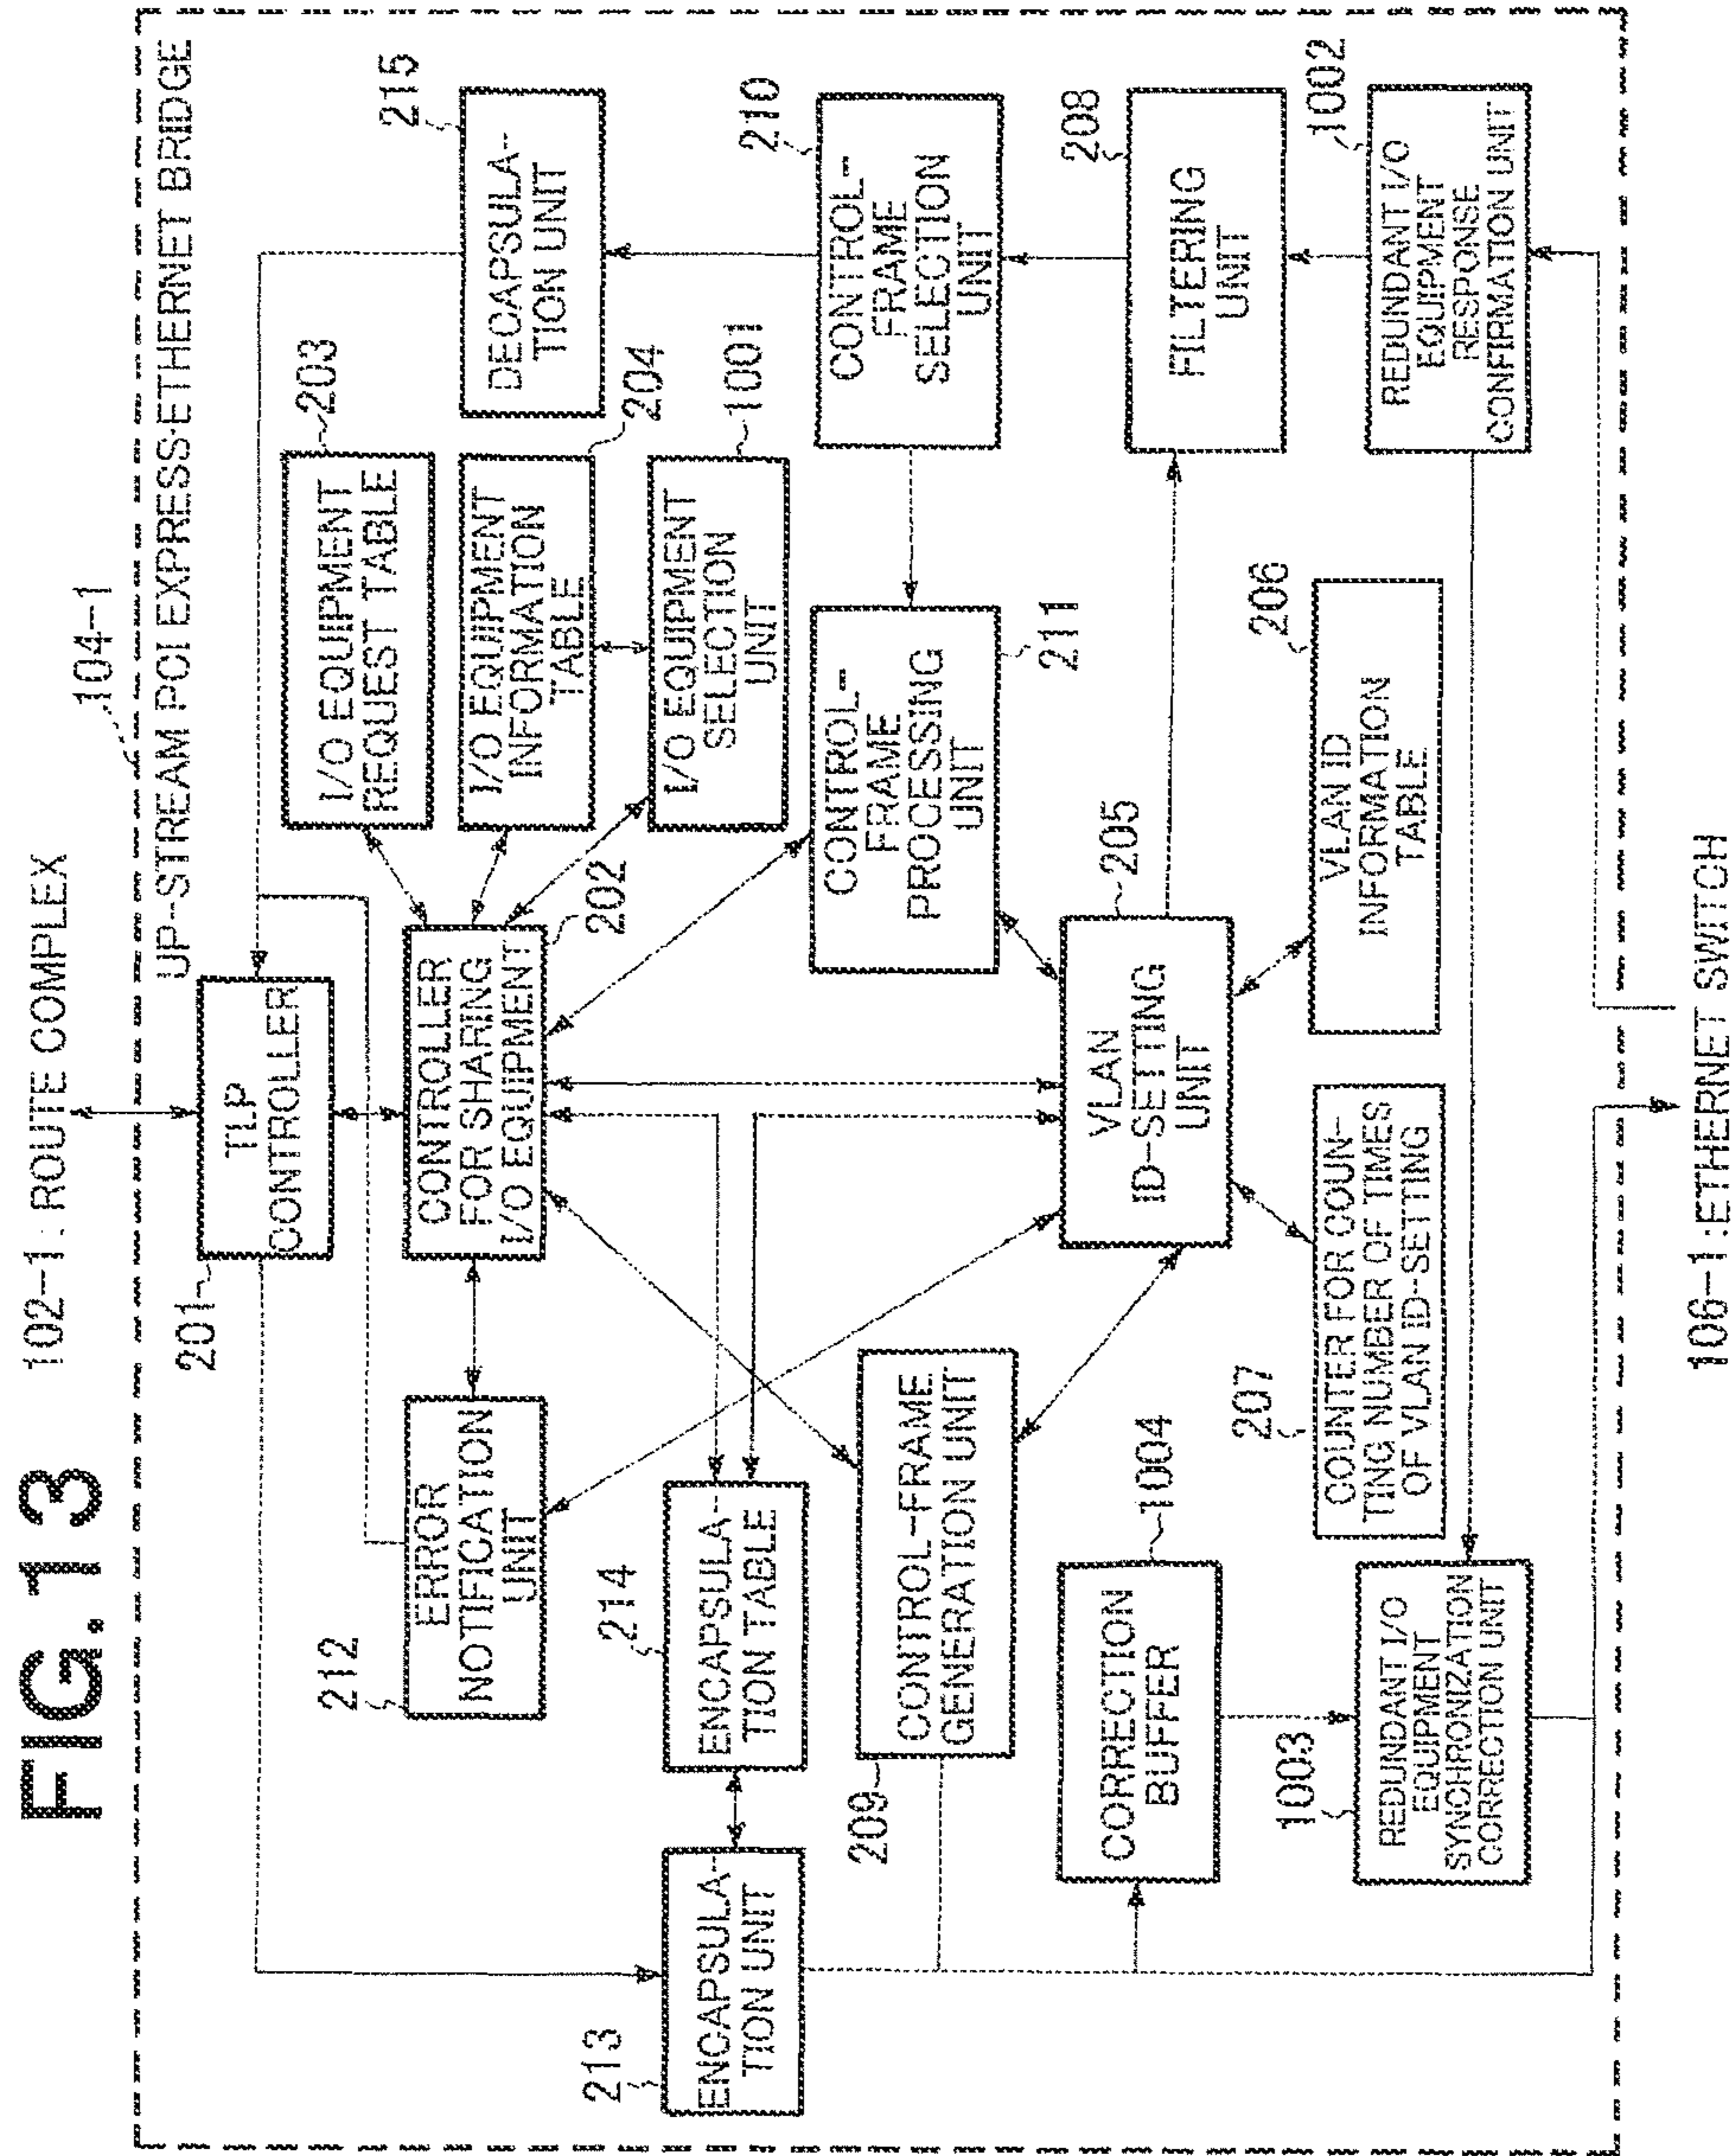 FIG.13
102-1: ROUTE COMPLEX
104-1
UP-STREAM PCI EXPRESS·ETHERNET BRIDGE
201
TLP
CONTROLLER
212
ERROR
NOTIFICATION
UNIT
CONTROLLER
FOR SHARING
I/O EQUIPMENT
202
I/O EQUIPMENT
REQUEST TABLE
203
I/O EQUIPMENT
INFORMATION
TABLE
204
I/O EQUIPMENT
SELECTION
UNIT
1001
DECAPSULA-
TION UNIT
215
213
ENCAPSULA-
TION UNIT
214
ENCAPSULA-
TION TABLE
209
CONTROL-FRAME
GENERATION UNIT
CONTROL-
FRAME
PROCESSING
UNIT
211
CONTROL-
FRAME
SELECTION
UNIT
210
CORRECTION
BUFFER
1004
VLAN
ID-SETTING
UNIT
205
FILTERING
UNIT
208
207
COUNTER FOR COUN-
TING NUMBER OF TIMES
OF VLAN ID-SETTING
VLAN ID
INFORMATION
TABLE
206
1003
REDUNDANT I/O
EQUIPMENT
SYNCHRONIZATION
CORRECTION UNIT
REDUNDANT I/O
EQUIPMENT
RESPONSE
CONFIRMATION UNIT
1002
106-1:ETHERNET SWITCH